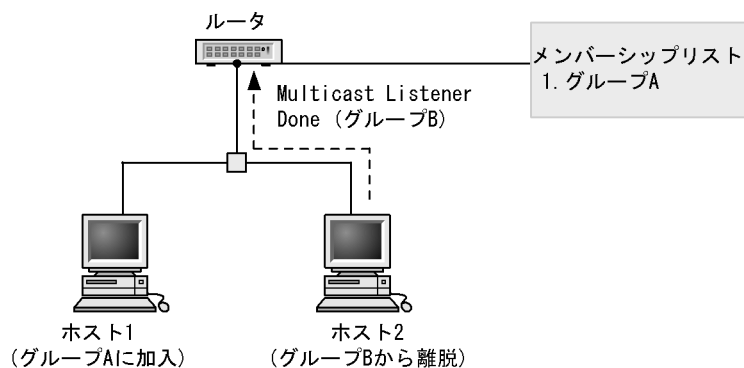 ルータ
メンバーシップリスト
1. グループA
Multicast Listener
Done (グループB)
ホスト1
(グループAに加入)
ホスト2
(グループBから離脱)